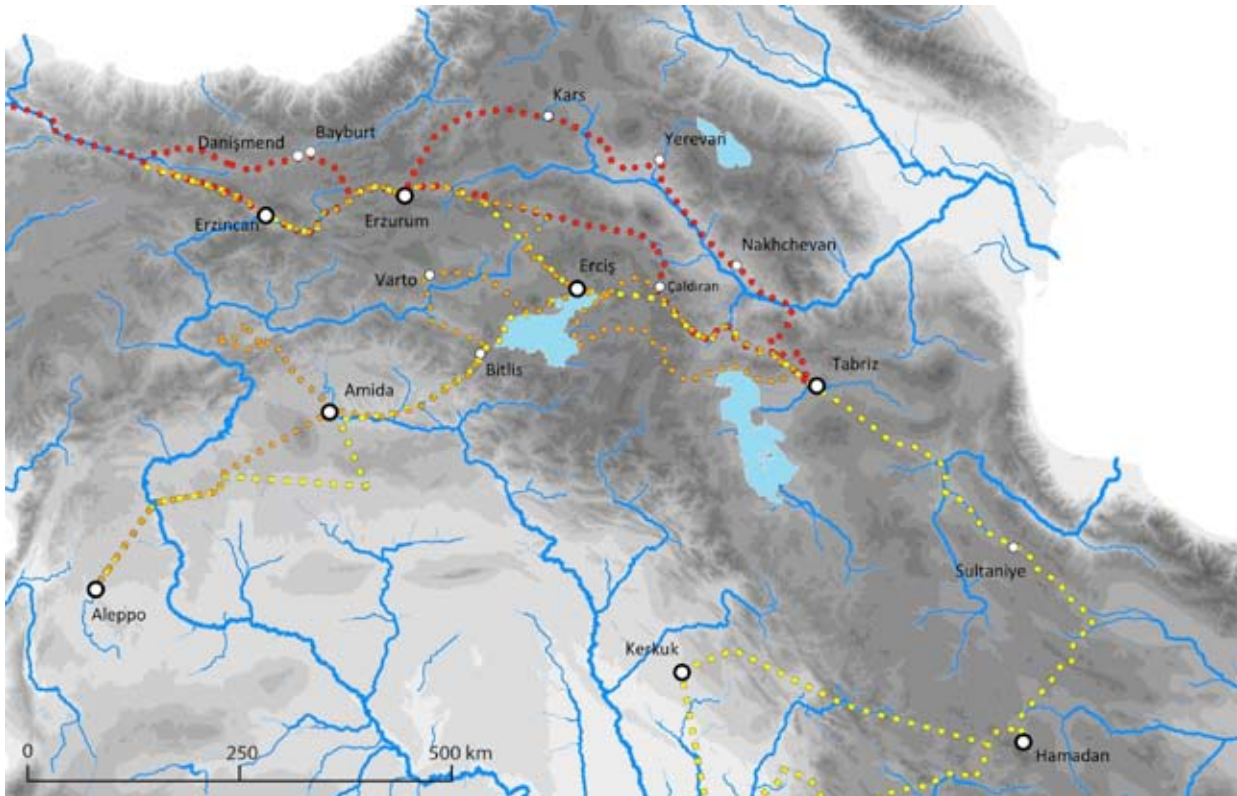 Kars
Danişmend
Bayburt
Yerevan
Erzincan
Erzurum
Nakhchevan
Varto
Erciş
Çaldıran
Bitlis
Tabriz
Amida
Sultaniye
Aleppo
Kerkuk
Hamadan
0
250
500 km